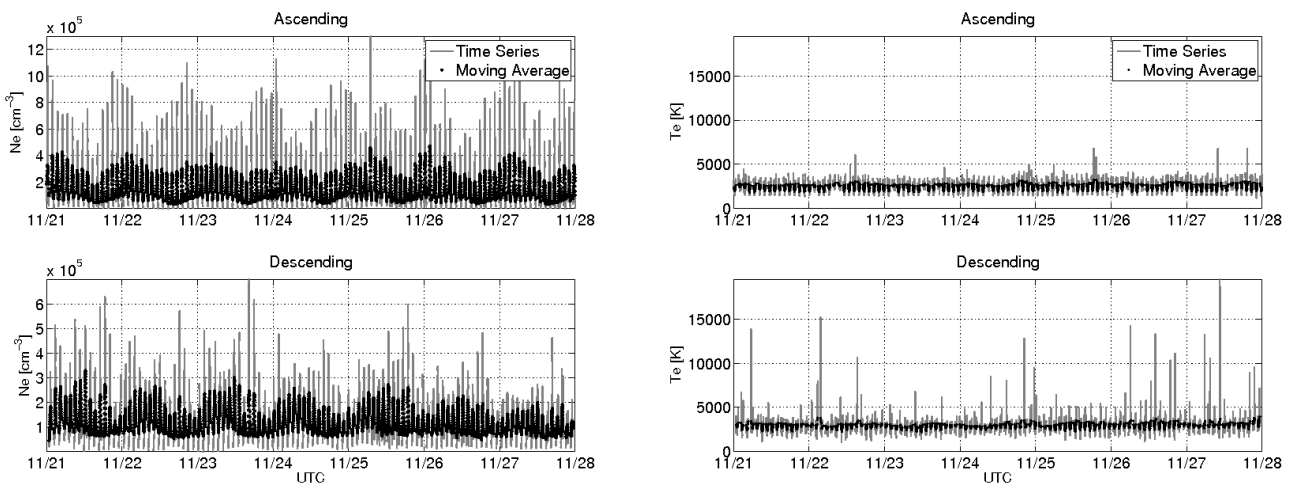 Ascending
x 10^5
Ne [cm^-3]
12
10
8
6
4
2
Time Series
Moving Average
11/21 11/22 11/23 11/24 11/25 11/26 11/27 11/28
Ascending
Te [K]
15000
10000
5000
0
Time Series
Moving Average
11/21 11/22 11/23 11/24 11/25 11/26 11/27 11/28
Descending
x 10^5
Ne [cm^-3]
6
5
4
3
2
1
11/21 11/22 11/23 11/24 11/25 11/26 11/27 11/28
UTC
Descending
Te [K]
15000
10000
5000
0
11/21 11/22 11/23 11/24 11/25 11/26 11/27 11/28
UTC